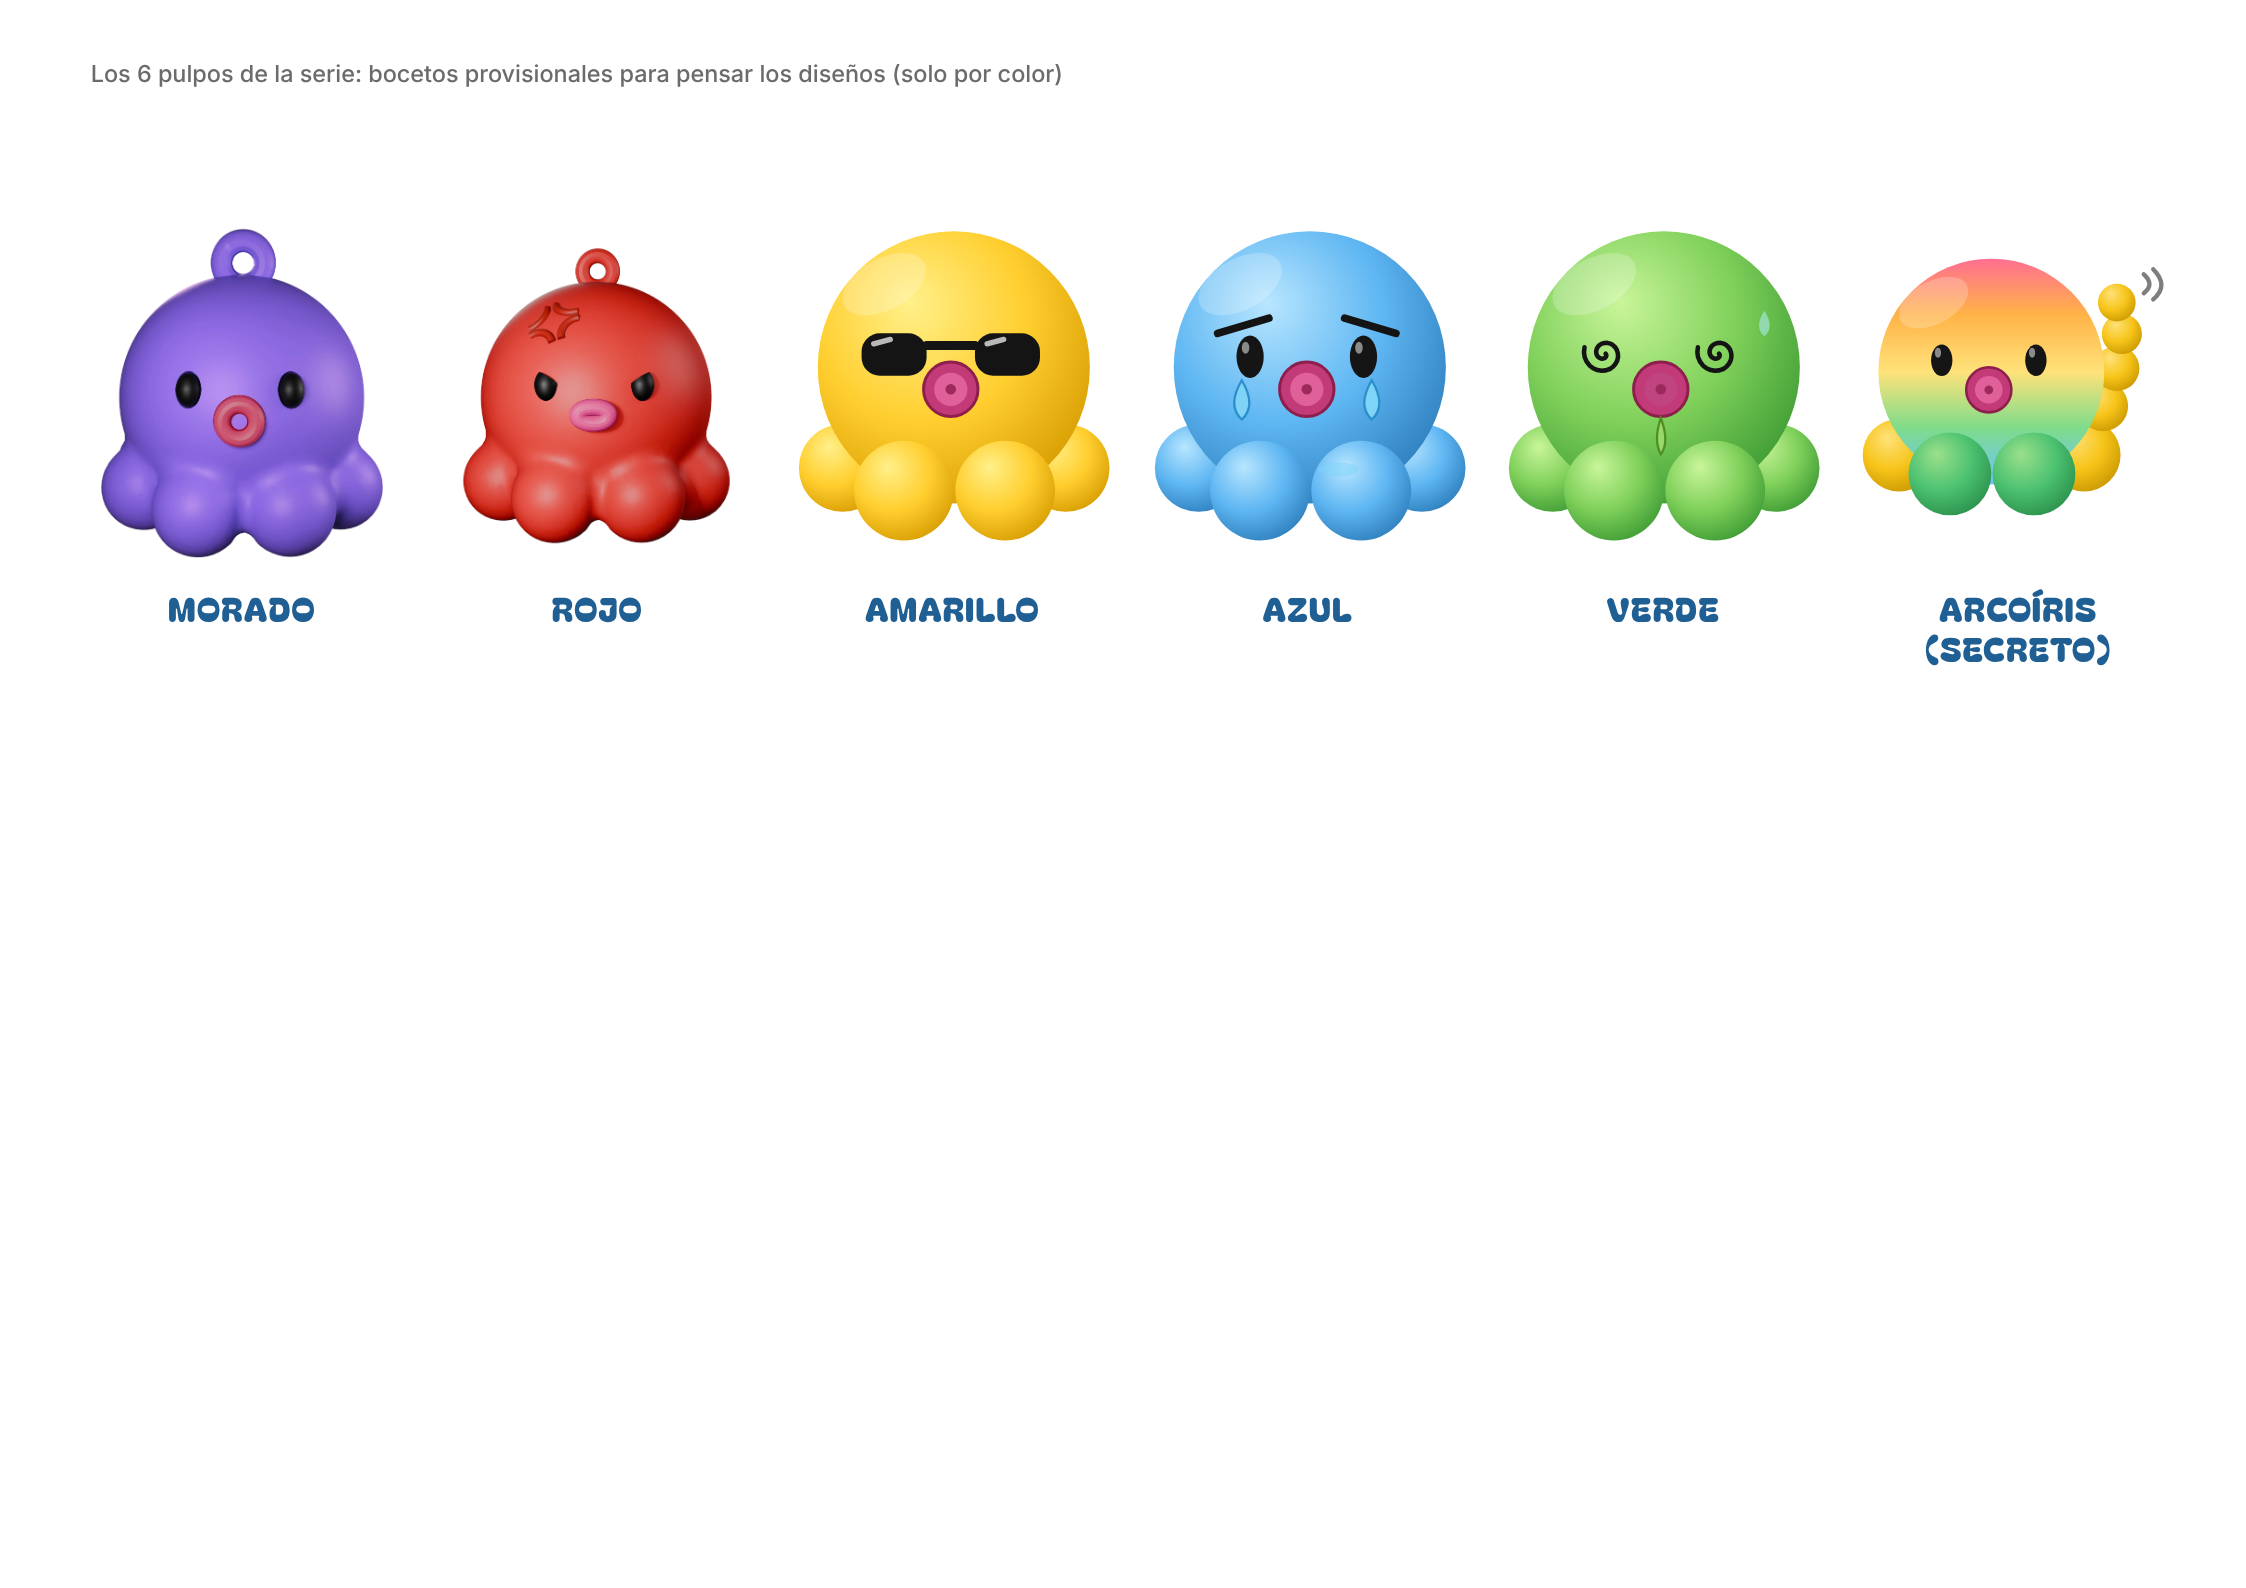 Los 6 pulpos de la serie: bocetos provisionales para pensar los diseños (solo por color)
MORADO
ROJO
AMARILLO
AZUL
VERDE
ARCOÍRIS
(SECRETO)